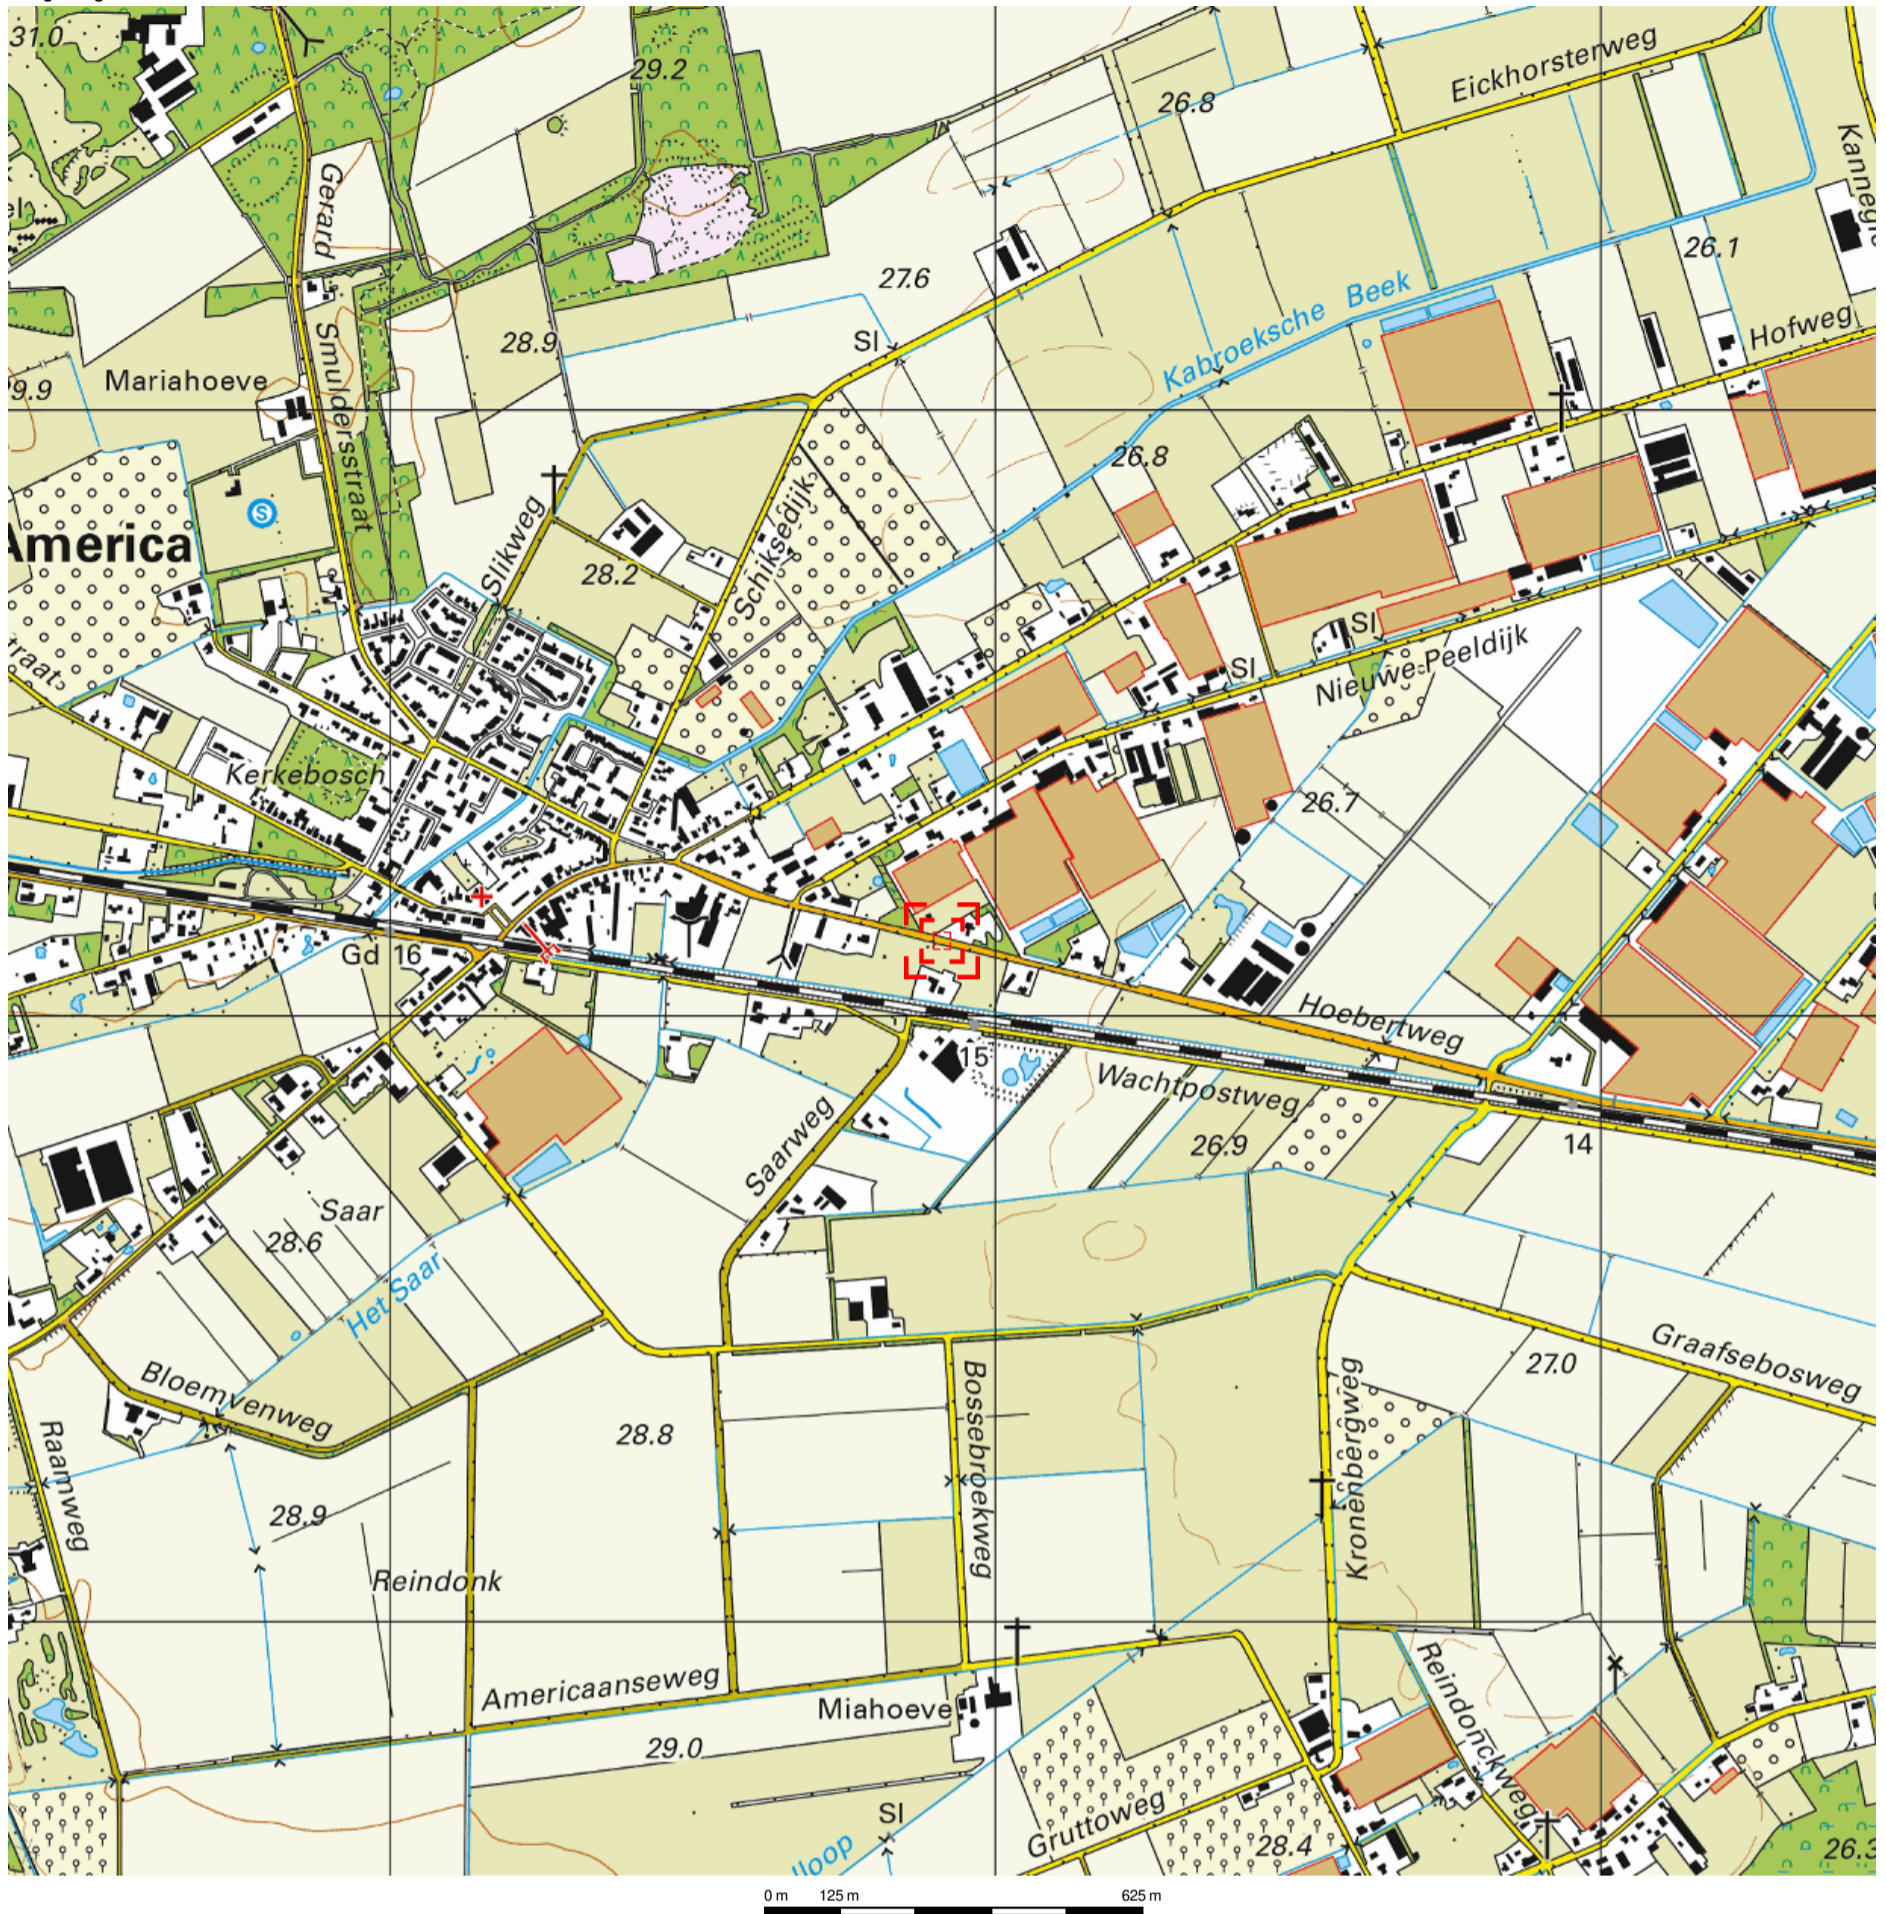 31.0
29.2
26.8
Eickhorsterweg
Gerard
26.1
27.6
Kabroeksche Beek
Hofweg
28.9
Sl
Mariahoeve
Smuldersstraat
26.8
S
America
Slikweg
28.2
Schiksedijk
Sl
Sl
Nieuwe Peeldijk
Kerkebosch
26.7
Gd 16
Hoebertweg
15
Wachtpostweg
14
26.9
Saarweg
Saar
28.6
Het Saar
Graafsebosweg
27.0
Bloemvenweg
28.8
Bossebroekweg
Kronenbergweg
Raamweg
28.9
Reindonk
Americaanseweg
Miahoeve
Reindonckweg
29.0
Sl
Gruttoweg
28.4
26.3
0 m 125 m 625 m